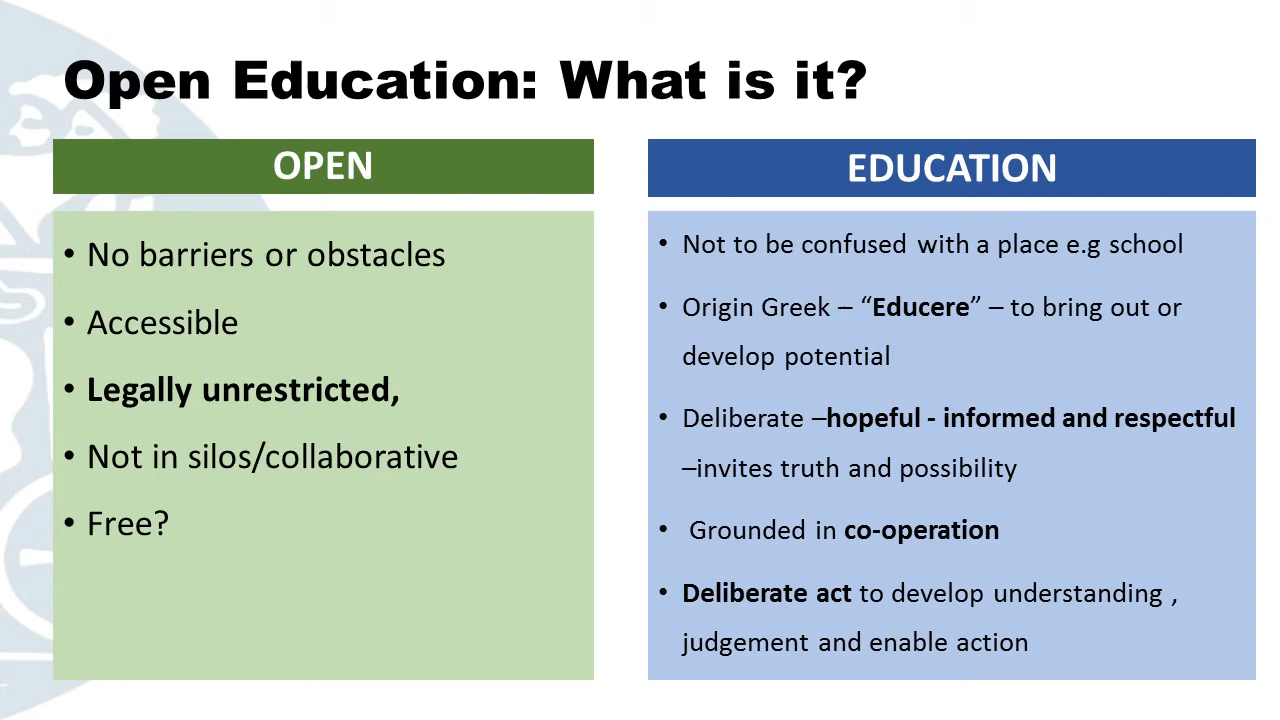 Open Education: What is it?
OPEN
• No barriers or obstacles
• Accessible
• Legally unrestricted,
• Not in silos/collaborative
• Free?
EDUCATION
• Not to be confused with a place e.g school
• Origin Greek – “Educere” – to bring out or
develop potential
• Deliberate –hopeful - informed and respectful
–invites truth and possibility
• Grounded in co-operation
• Deliberate act to develop understanding ,
judgement and enable action